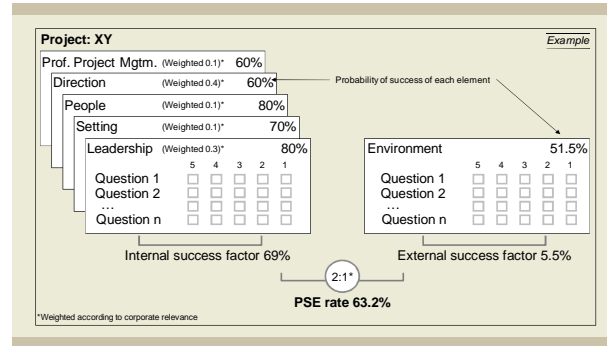 Project: XY
Example
Prof. Project Mgtm. (Weighted 0.1)* 60%
Direction (Weighted 0.4)* 60%
Probability of success of each element
People (Weighted 0.1)* 80%
Setting (Weighted 0.1)* 70%
Leadership (Weighted 0.3)* 80%
5 4 3 2 1
Question 1
Question 2
...
Question n
Environment 51.5%
5 4 3 2 1
Question 1
Question 2
...
Question n
Internal success factor 69%
External success factor 5.5%
2:1*
PSE rate 63.2%
*Weighted according to corporate relevance